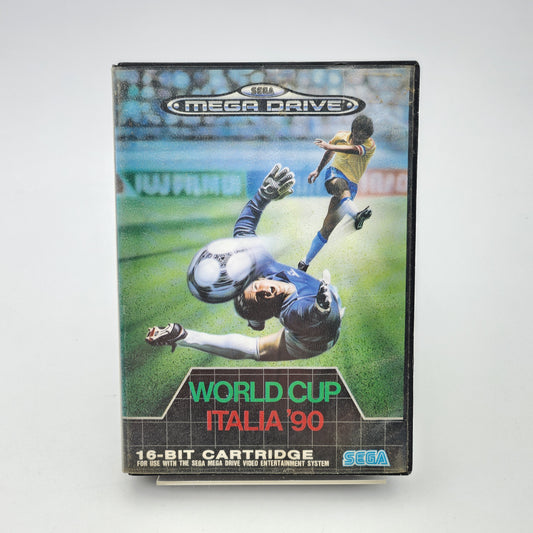 SEGA
MEGA DRIVE
WORLD CUP
ITALIA '90
16-BIT CARTRIDGE
FOR USE WITH THE SEGA MEGA DRIVE VIDEO ENTERTAINMENT SYSTEM
SEGA